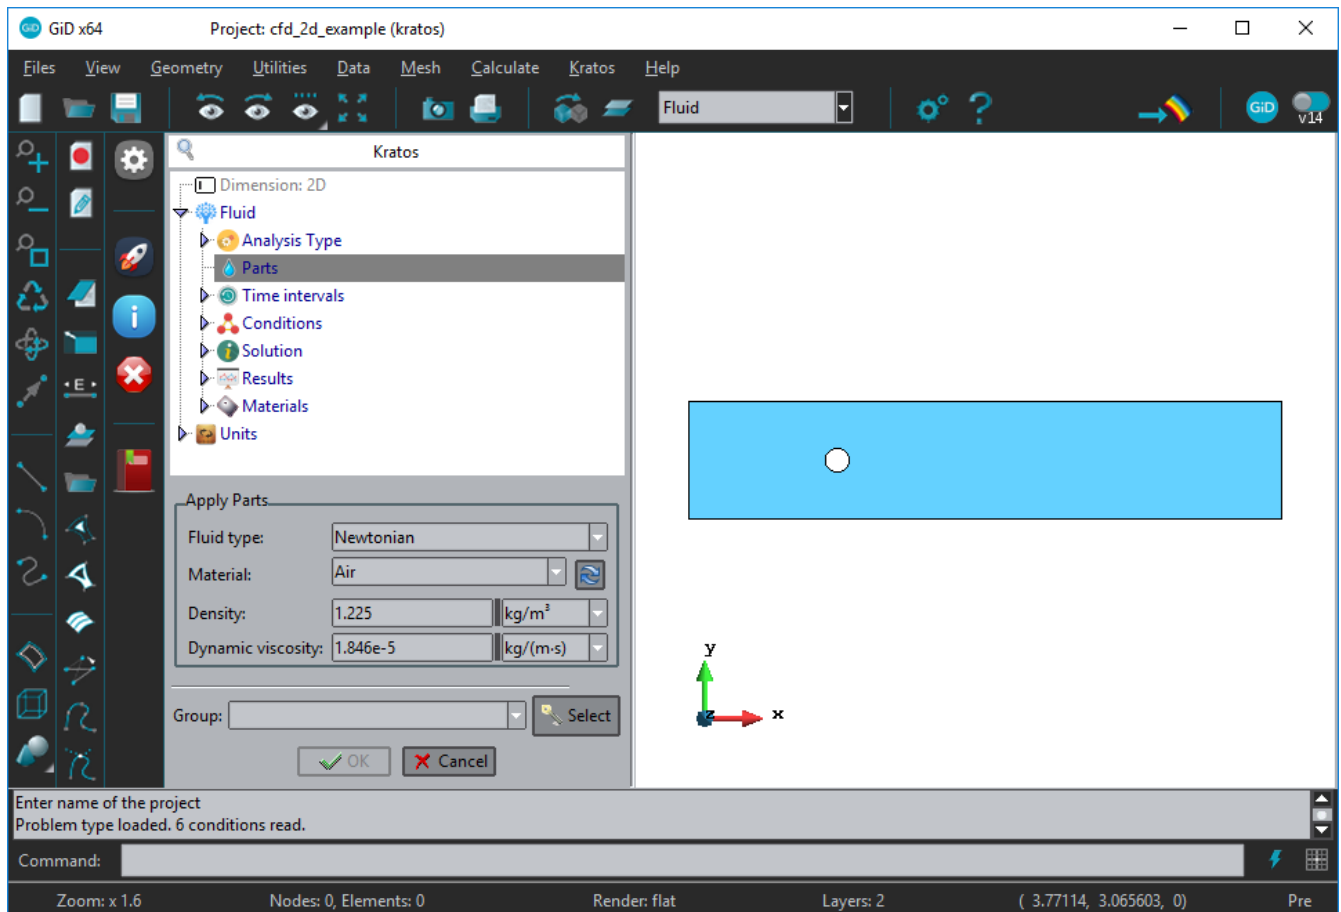 GiD GiD x64 Project: cfd_2d_example (kratos)
Files View Geometry Utilities Data Mesh Calculate Kratos Help
Fluid GiD v14
Kratos
Dimension: 2D
Fluid
Analysis Type
Parts
Time intervals
Conditions
Solution
Results
Materials
Units
Apply Parts
Fluid type: Newtonian
Material: Air
Density: 1.225 kg/m³
Dynamic viscosity: 1.846e-5 kg/(m·s)
Group: Select
OK Cancel
E
y
z x
Enter name of the project
Problem type loaded. 6 conditions read.
Command:
Zoom: x 1.6 Nodes: 0, Elements: 0 Render: flat Layers: 2 ( 3.77114, 3.065603, 0) Pre